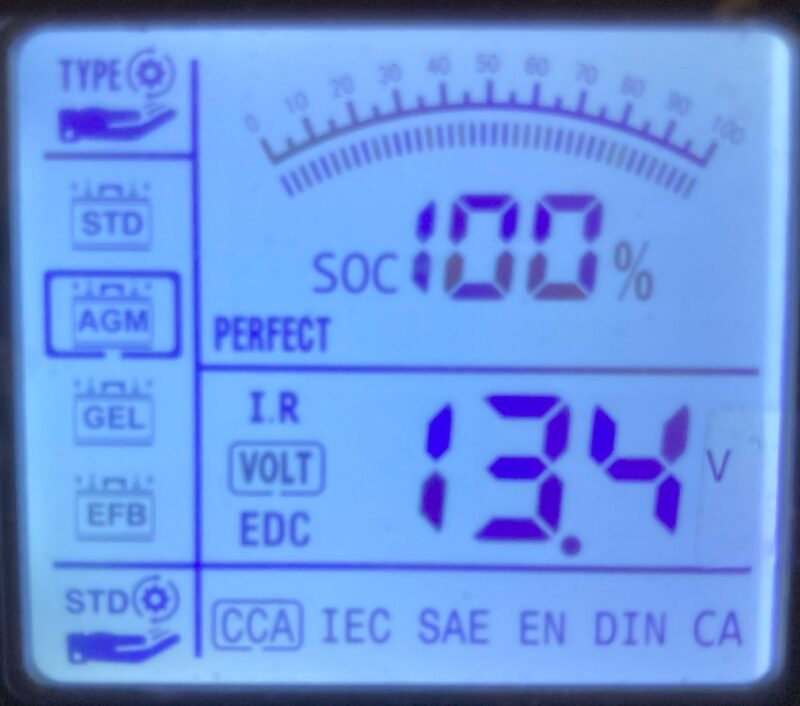 TYPE
0 10 20 30 40 50 60 70 80 90 100
STD
SOC 100 %
AGM
PERFECT
GEL
I.R
VOLT
13.4 V
EFB
EDC
STD
CCA IEC SAE EN DIN CA